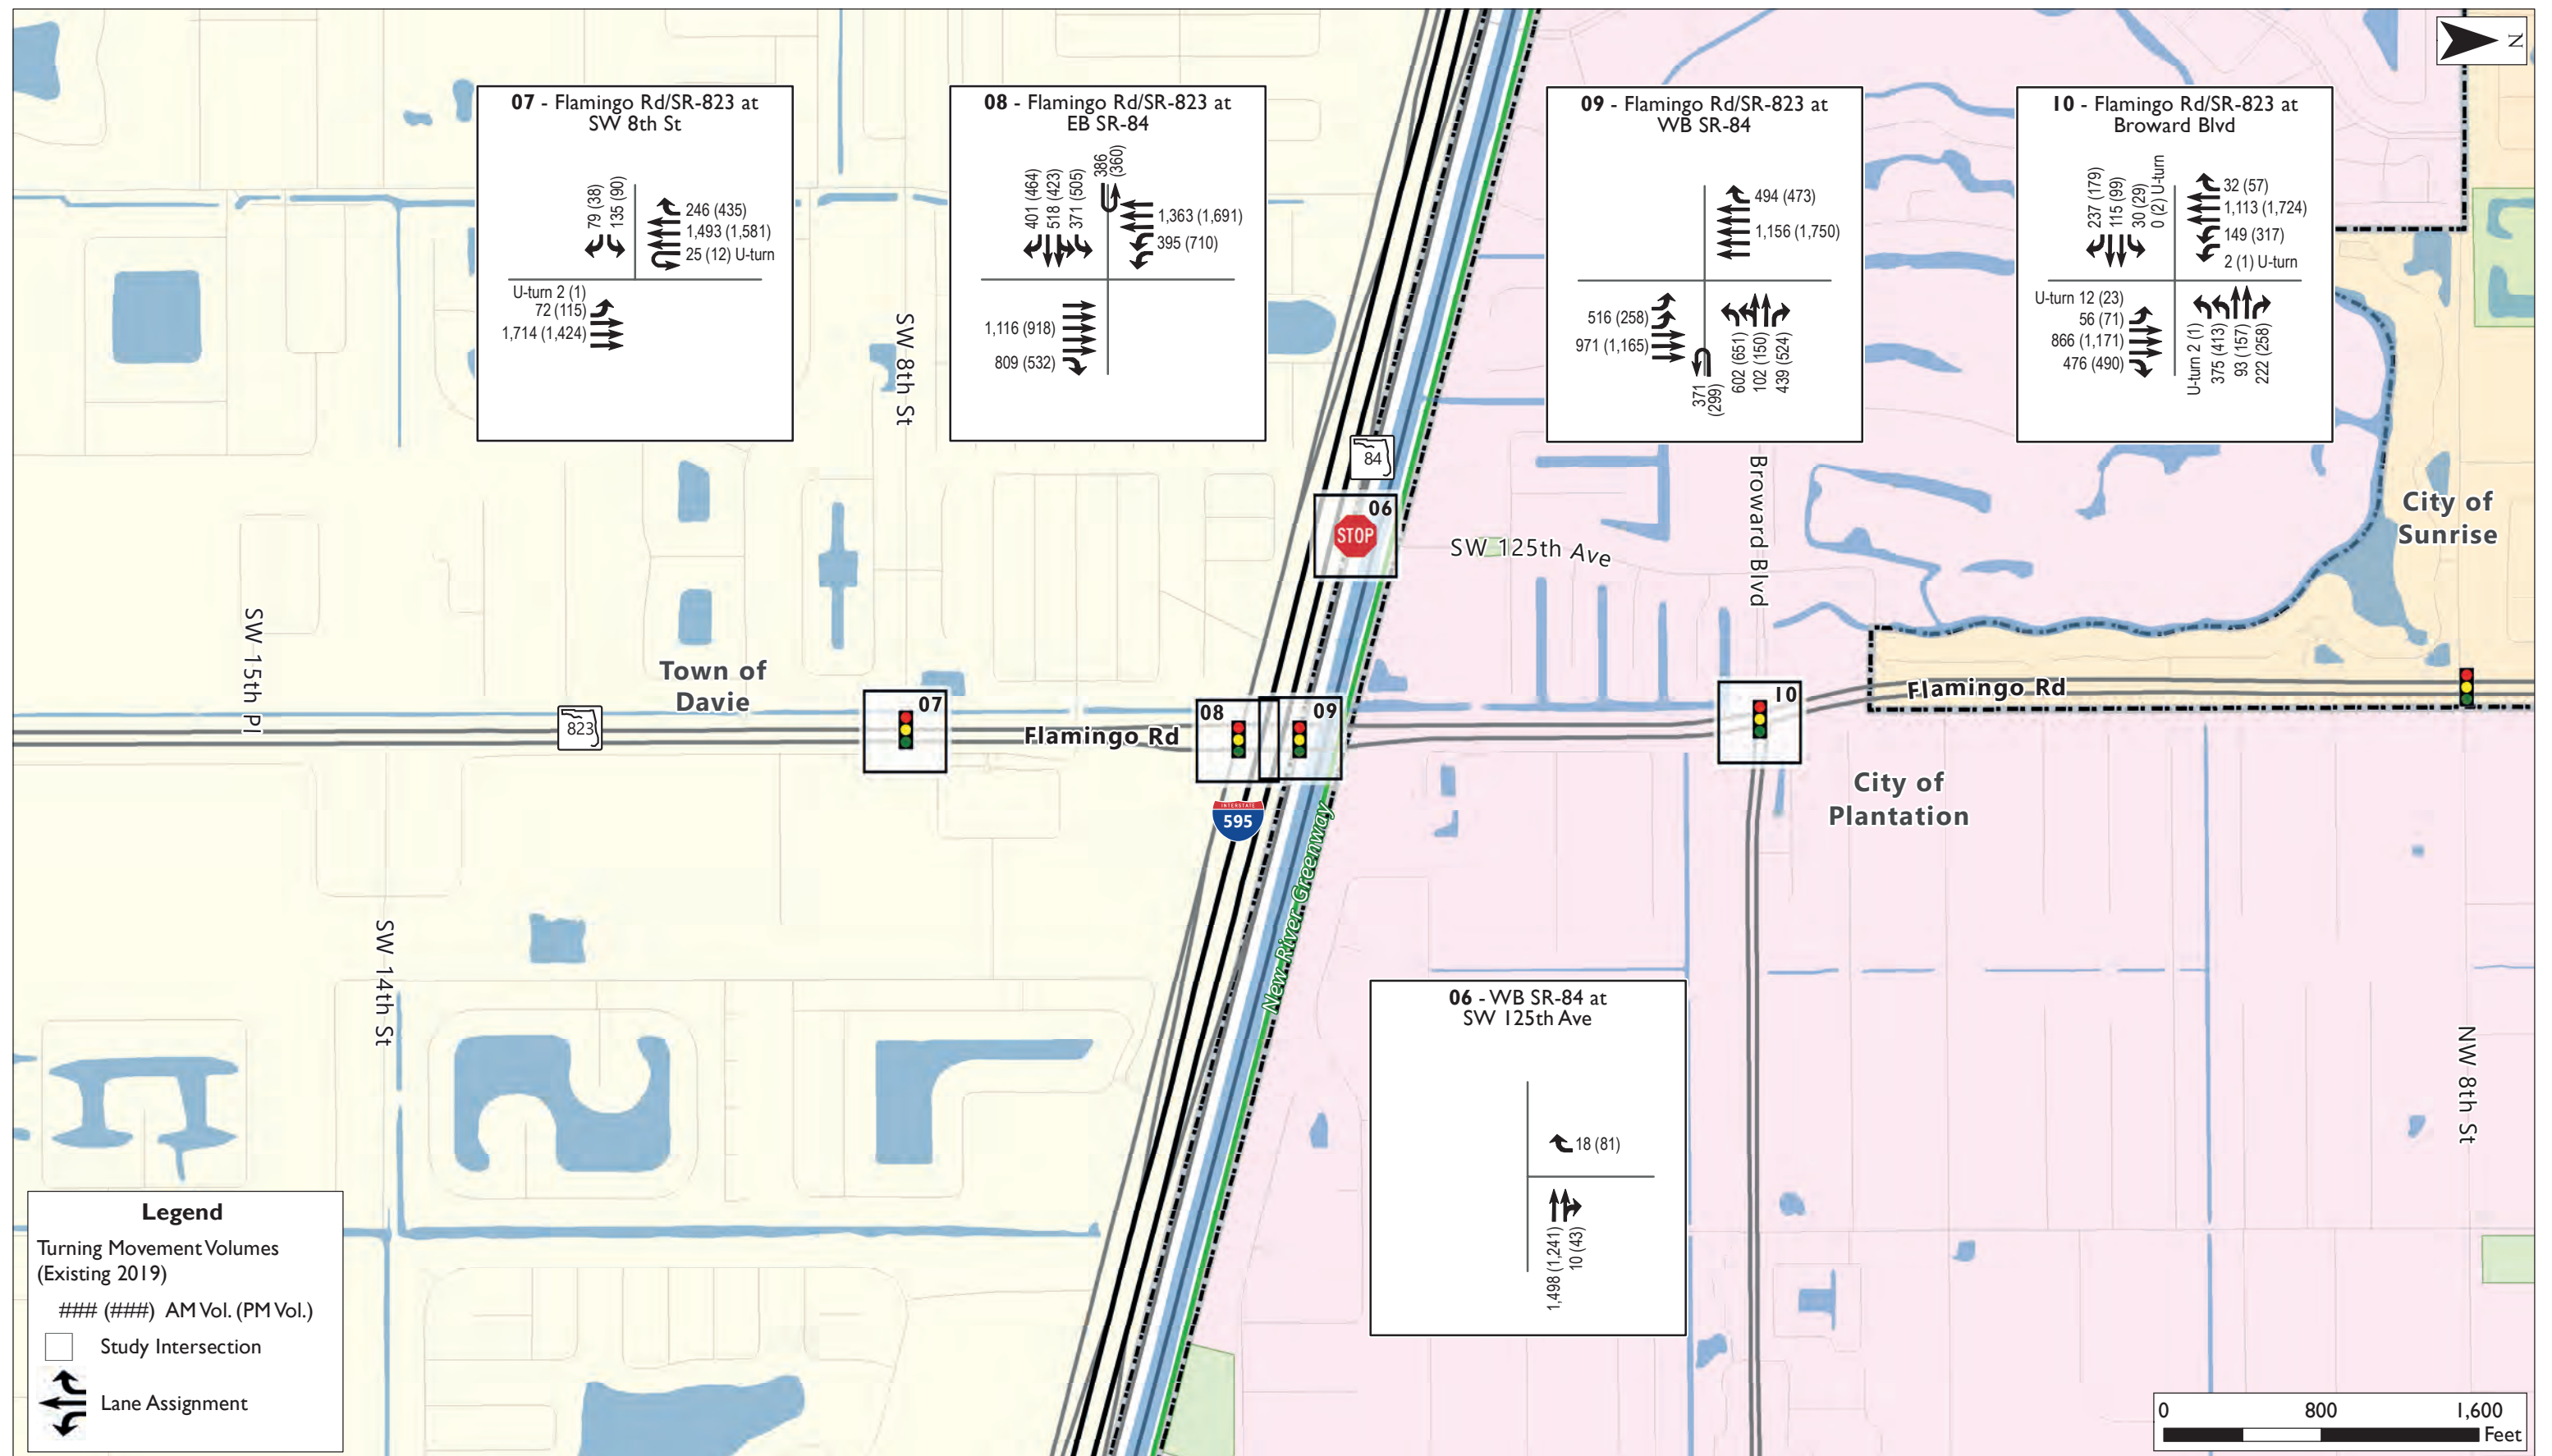 N
07 - Flamingo Rd/SR-823 at
SW 8th St
79 (38)
135 (90)
246 (435)
1,493 (1,581)
25 (12) U-turn
U-turn 2 (1)
72 (115)
1,714 (1,424)
08 - Flamingo Rd/SR-823 at
EB SR-84
401 (464)
518 (423)
371 (505)
386
(360)
1,363 (1,691)
395 (710)
1,116 (918)
809 (532)
09 - Flamingo Rd/SR-823 at
WB SR-84
494 (473)
1,156 (1,750)
516 (258)
971 (1,165)
371
(299)
602 (651)
102 (150)
439 (524)
10 - Flamingo Rd/SR-823 at
Broward Blvd
237 (179)
115 (99)
30 (29)
0 (2) U-turn
32 (57)
1,113 (1,724)
149 (317)
2 (1) U-turn
U-turn 12 (23)
56 (71)
866 (1,171)
476 (490)
U-turn 2 (1)
375 (413)
93 (157)
222 (258)
SW 8th St
84
06
STOP
SW 125th Ave
Broward Blvd
City of
Sunrise
SW 15th Pl
Town of
Davie
823
07
Flamingo Rd
08
09
10
Flamingo Rd
INTERSTATE
595
City of
Plantation
New River Greenway
SW 14th St
NW 8th St
06 - WB SR-84 at
SW 125th Ave
18 (81)
1,498 (1,241)
10 (43)
Legend
Turning Movement Volumes
(Existing 2019)
### (###) AM Vol. (PM Vol.)
Study Intersection
Lane Assignment
0 800 1,600
Feet